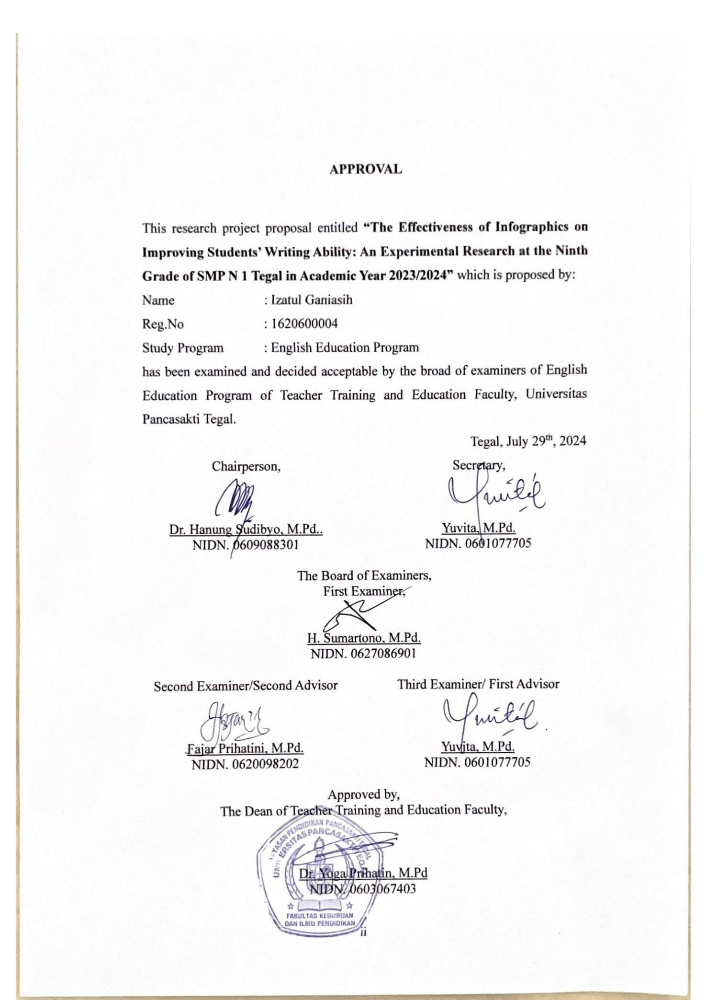 APPROVAL
This research project proposal entitled “The Effectiveness of Infographics on
Improving Students’ Writing Ability: An Experimental Research at the Ninth
Grade of SMP N 1 Tegal in Academic Year 2023/2024” which is proposed by:
Name : Izatul Ganiasih
Reg.No : 1620600004
Study Program : English Education Program
has been examined and decided acceptable by the broad of examiners of English
Education Program of Teacher Training and Education Faculty, Universitas
Pancasakti Tegal.
Tegal, July 29th, 2024
Chairperson,
Dr. Hanung Sudibyo, M.Pd..
NIDN. 0609088301
Secretary,
Yuvita, M.Pd.
NIDN. 0601077705
The Board of Examiners,
First Examiner,
H. Sumartono, M.Pd.
NIDN. 0627086901
Second Examiner/Second Advisor
Fajar Prihatini, M.Pd.
NIDN. 0620098202
Third Examiner/ First Advisor
Yuvita, M.Pd.
NIDN. 0601077705
Approved by,
The Dean of Teacher Training and Education Faculty,
YAYASAN PENDIDIKAN PANCASAKTI TEGAL
UNIVERSITAS PANCASAKTI TEGAL
Dr. Yoga Prihatin, M.Pd
NIDN. 0603067403
FAKULTAS KEGURUAN
DAN ILMU PENDIDIKAN
ii